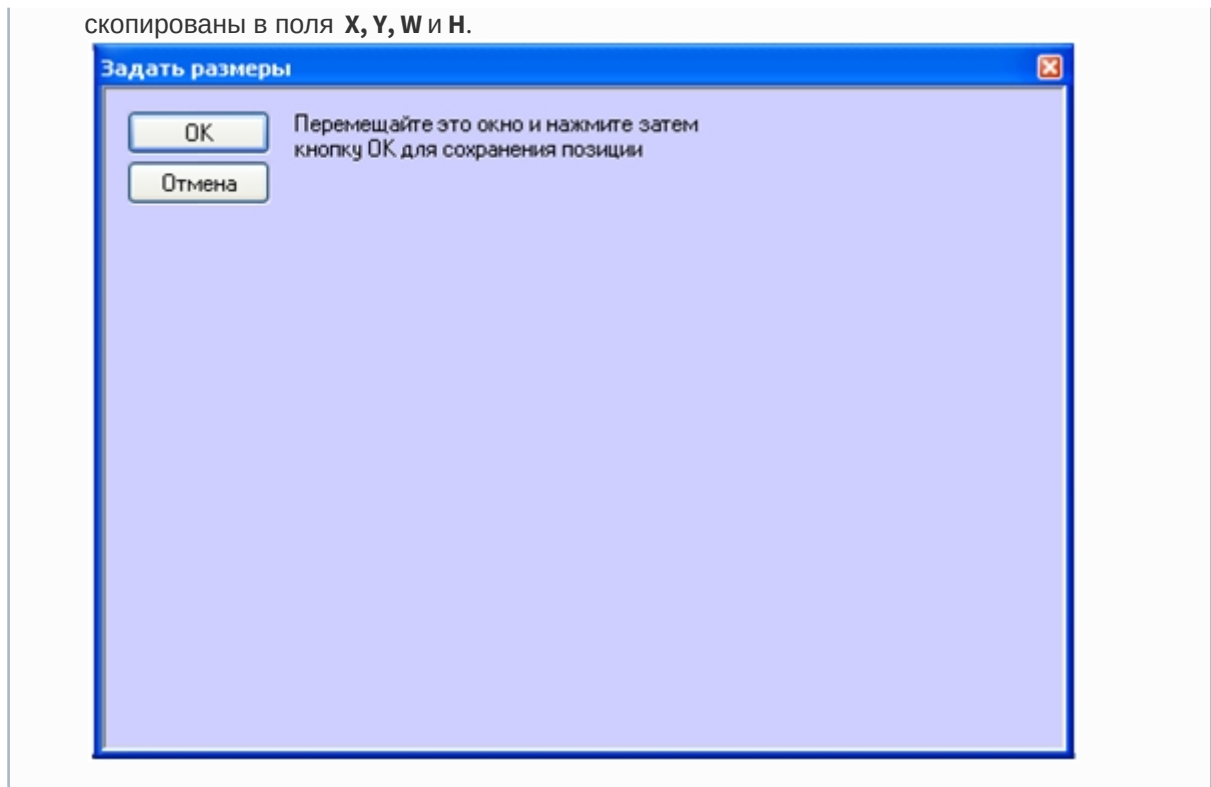 скопированы в поля X, Y, W и H.
Задать размеры
OK
Перемещайте это окно и нажмите затем
кнопку OK для сохранения позиции
Отмена